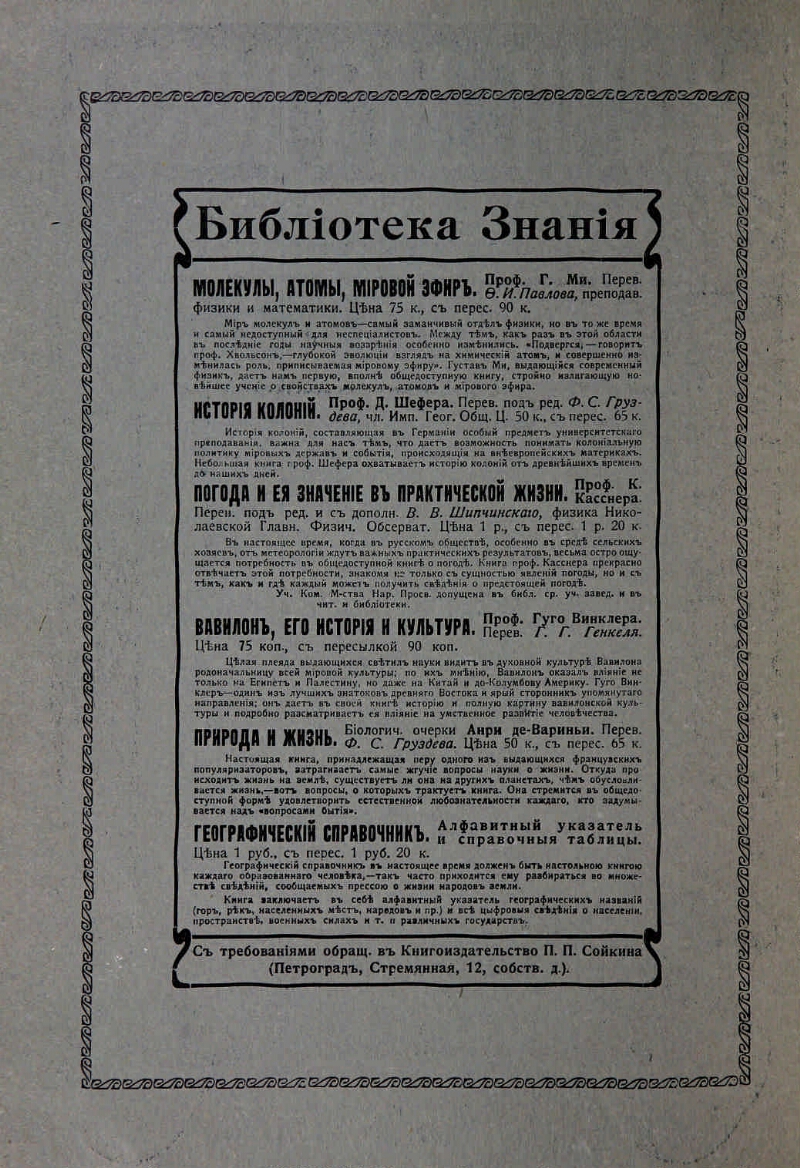 Библіотека Знанія
МОЛЕКУЛЫ, АТОМЫ, МІРОВОЙ ЭФИРЪ. Проф. Г. Ми. Перев. Ѳ. И. Павлова, преподав.
физики и математики. Цѣна 75 к., съ перес. 90 к.
Міръ молекулъ и атомовъ—самый заманчивый отдѣлъ физики, но въ то же время
и самый недоступный для неспеціалистовъ. Между тѣмъ, какъ разъ въ этой области
въ послѣдніе годы научныя воззрѣнія особенно измѣнились. «Подвергся,—говоритъ
проф. Хвольсонъ,—глубокой эволюціи взглядъ на химическій атомъ, и совершенно из-
мѣнилась роль, приписываемая міровому эфиру». Густавъ Ми, выдающійся современный
физикъ, даетъ намъ первую, вполнѣ общедоступную книгу, стройно излагающую но-
вѣйшее ученіе о свойствахъ молекулъ, атомовъ и мірового эфира.
ИСТОРІЯ КОЛОНІЙ. Проф. Д. Шефера. Перев. подъ ред. Ф. С. Груз-
дева, чл. Имп. Геог. Общ. Ц. 50 к., съ перес. 65 к.
Исторія колоній, составляющая въ Германіи особый предметъ университетскаго
преподаванія, важна для насъ тѣмъ, что даетъ возможность понимать колоніальную
политику міровыхъ державъ и событія, происходящія на внѣевропейскихъ материкахъ.
Небольшая книга проф. Шефера охватываетъ исторію колоній отъ древнѣйшихъ временъ
до нашихъ дней.
ПОГОДА И ЕЯ ЗНАЧЕНІЕ ВЪ ПРАКТИЧЕСКОЙ ЖИЗНИ. Проф. К. Касснера.
Перев. подъ ред. и съ дополн. В. В. Шипчинскаго, физика Нико-
лаевской Главн. Физич. Обсерват. Цѣна 1 р., съ перес. 1 р. 20 к.
Въ настоящее время, когда въ русскомъ обществѣ, особенно въ средѣ сельскихъ
хозяевъ, отъ метеорологіи ждутъ важныхъ практическихъ результатовъ, весьма остро ощу-
щается потребность въ общедоступной книгѣ о погодѣ. Книга проф. Касснера прекрасно
отвѣчаетъ этой потребности, знакомя не только съ сущностью явленій погоды, но и съ
тѣмъ, какъ и гдѣ каждый можетъ получить свѣдѣнія о предстоящей погодѣ.
Уч. Ком. М-ства Нар. Просв. допущена въ библ. ср. уч. завед. и въ
чит. и библіотеки.
ВАВИЛОНЪ, ЕГО ИСТОРІЯ И КУЛЬТУРА. Проф. Гуго Винклера. Перев. Г. Г. Генкеля.
Цѣна 75 коп., съ пересылкой 90 коп.
Цѣлая плеяда выдающихся свѣтилъ науки видитъ въ духовной культурѣ Вавилона
родоначальницу всей міровой культуры; по ихъ мнѣнію, Вавилонъ оказалъ вліяніе не
только на Египетъ и Палестину, но даже на Китай и до-Колумбову Америку. Гуго Вин-
клеръ—одинъ изъ лучшихъ знатоковъ древняго Востока и ярый сторонникъ упомянутаго
направленія; онъ даетъ въ своей книгѣ исторію и полную картину вавилонской куль-
туры и подробно разсматриваетъ ея вліяніе на умственное развитіе человѣчества.
ПРИРОДА И ЖИЗНЬ. Біологич. очерки Анри де-Вариньи. Перев.
Ф. С. Груздева. Цѣна 50 к., съ перес. 65 к.
Настоящая книга, принадлежащая перу одного изъ выдающихся французскихъ
популяризаторовъ, затрагиваетъ самые жгучіе вопросы науки о жизни. Откуда про
исходитъ жизнь на землѣ, существуетъ ли она на другихъ планетахъ, чѣмъ обусловли-
вается жизнь,—вотъ вопросы, о которыхъ трактуетъ книга. Она стремится въ общедо-
ступной формѣ удовлетворить естественной любознательности каждаго, кто задумы-
вается надъ «вопросами бытія».
ГЕОГРАФИЧЕСКІЙ СПРАВОЧНИКЪ. Алфавитный указатель и справочныя таблицы.
Цѣна 1 руб., съ перес. 1 руб. 20 к.
Географическій справочникъ въ настоящее время долженъ быть настольною книгою
каждаго образованнаго человѣка,—такъ часто приходится ему разбираться во множе-
ствѣ свѣдѣній, сообщаемыхъ прессою о жизни народовъ земли.
Книга заключаетъ въ себѣ алфавитный указатель географическихъ названій
(горъ, рѣкъ, населенныхъ мѣстъ, народовъ и пр.) и всѣ цыфровыя свѣдѣнія о населеніи,
пространствѣ, военныхъ силахъ и т. п различныхъ государствъ.
Съ требованіями обращ. въ Книгоиздательство П. П. Сойкина
(Петроградъ, Стремянная, 12, собств. д.).